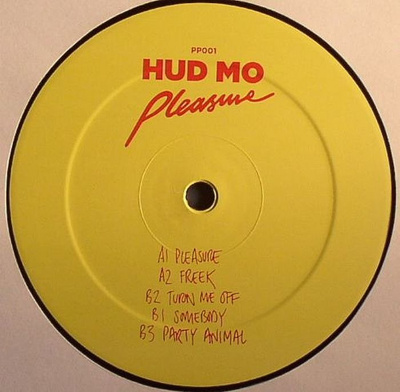 PP001
HUD MO
Pleasure
A1 PLEASURE
A2 FREEK
B2 TURN ME OFF
B1 SOMEBODY
B3 PARTY ANIMAL